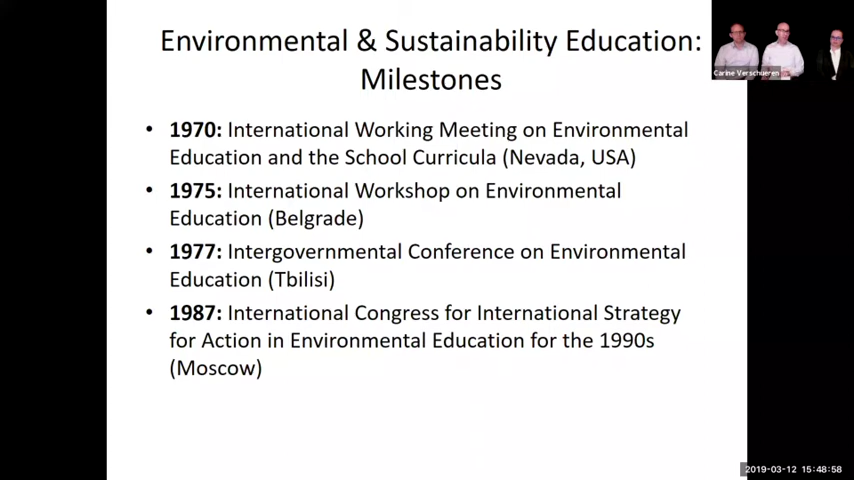 Environmental & Sustainability Education:
Milestones
• 1970: International Working Meeting on Environmental
Education and the School Curricula (Nevada, USA)
• 1975: International Workshop on Environmental
Education (Belgrade)
• 1977: Intergovernmental Conference on Environmental
Education (Tbilisi)
• 1987: International Congress for International Strategy
for Action in Environmental Education for the 1990s
(Moscow)
Carine Verschueren
2019-03-12 15:48:58